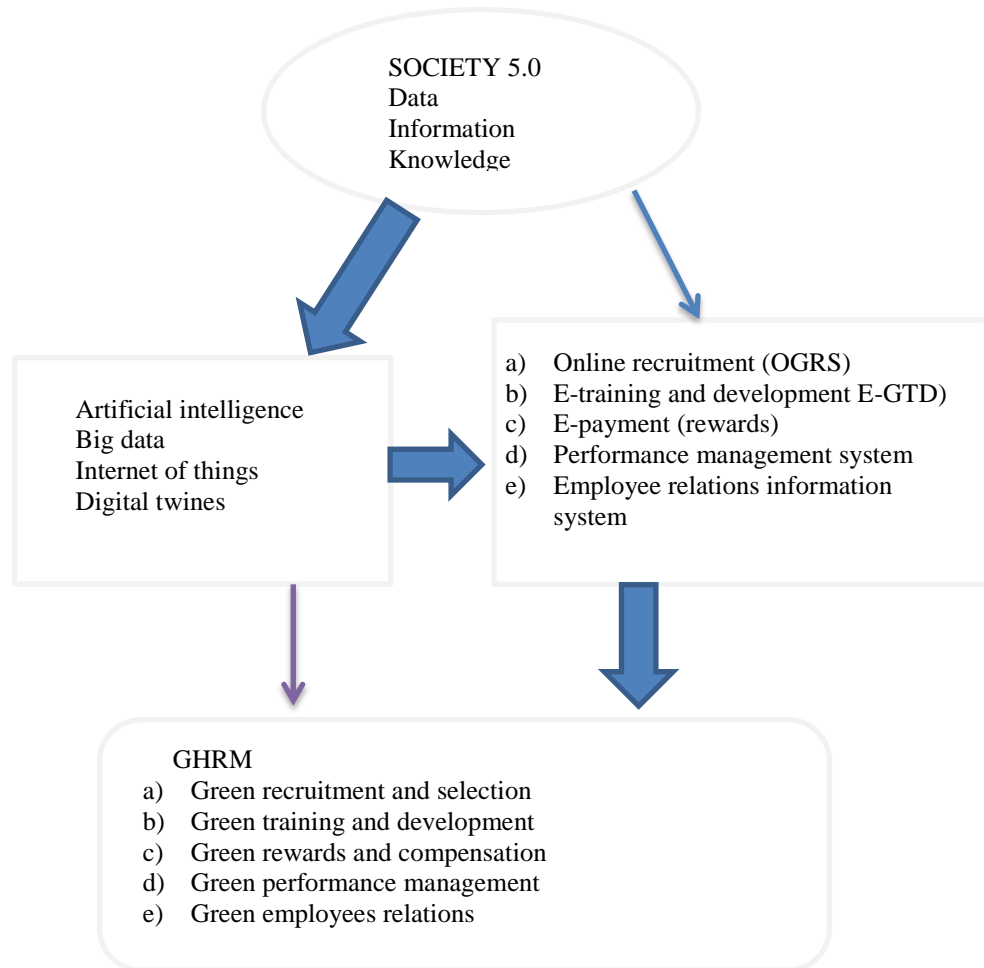 SOCIETY 5.0
Data
Information
Knowledge
Artificial intelligence
Big data
Internet of things
Digital twines
a) Online recruitment (OGRS)
b) E-training and development E-GTD)
c) E-payment (rewards)
d) Performance management system
e) Employee relations information
system
GHRM
a) Green recruitment and selection
b) Green training and development
c) Green rewards and compensation
d) Green performance management
e) Green employees relations